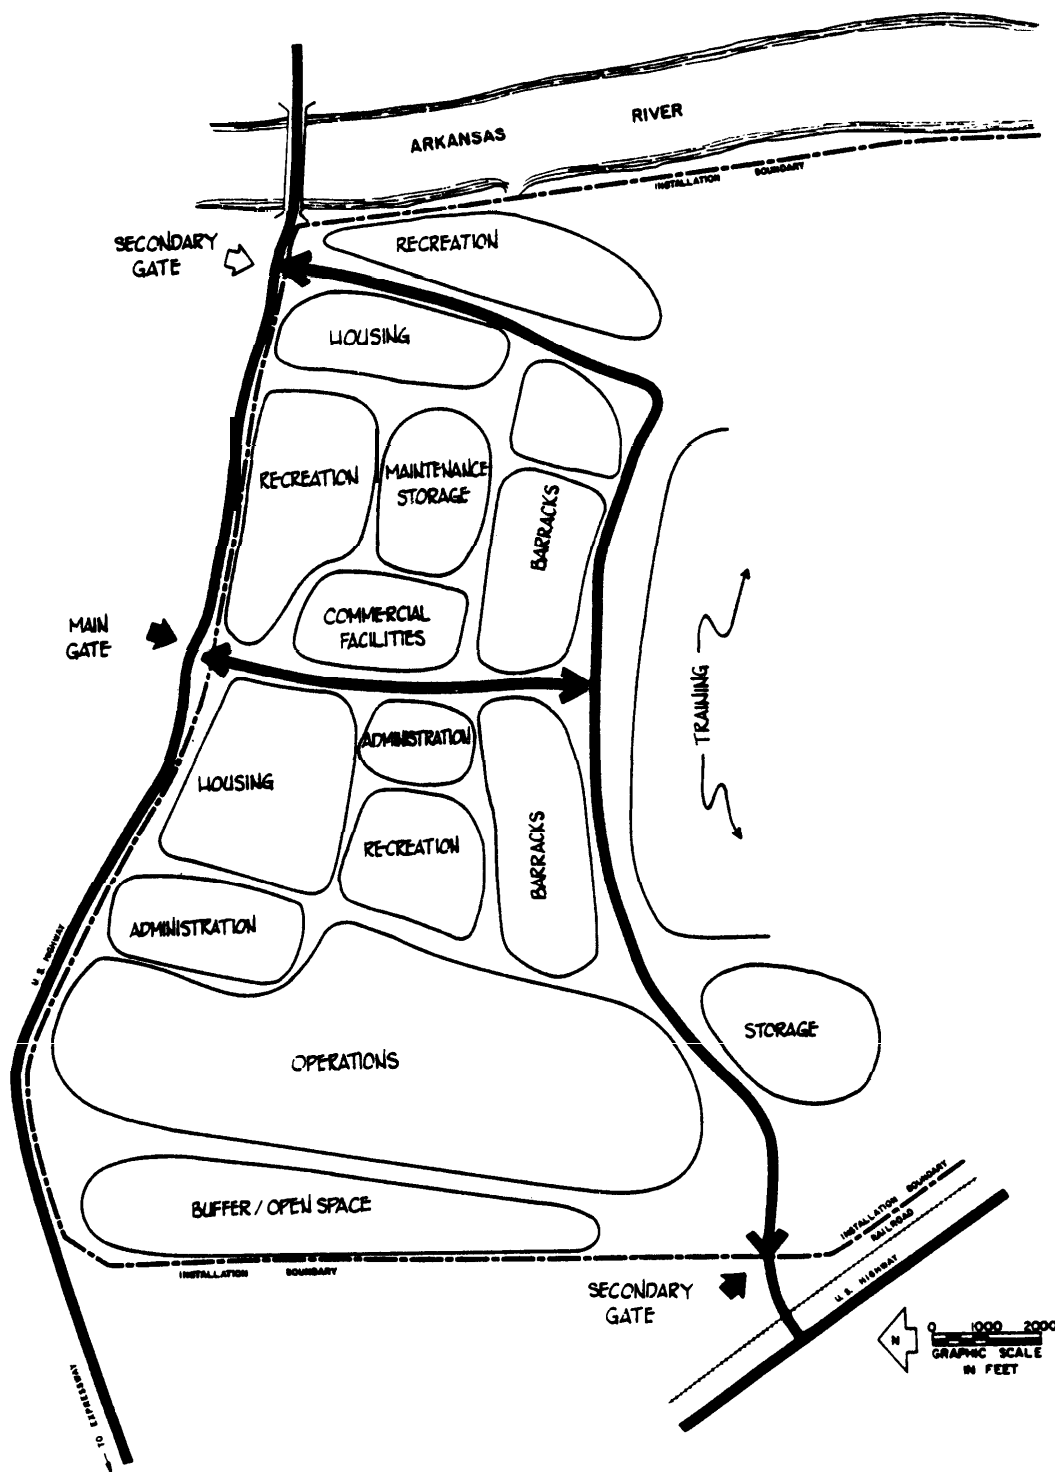 ARKANSAS RIVER
INSTALLATION BOUNDARY
SECONDARY
GATE
RECREATION
HOUSING
RECREATION
MAINTENANCE
STORAGE
BARRACKS
COMMERCIAL
FACILITIES
MAIN
GATE
TRAINING
ADMINISTRATION
HOUSING
RECREATION
BARRACKS
ADMINISTRATION
U.S. HIGHWAY
STORAGE
OPERATIONS
BUFFER / OPEN SPACE
INSTALLATION BOUNDARY
INSTALLATION BOUNDARY
RAILROAD
U.S. HIGHWAY
SECONDARY
GATE
N
0 1000 2000
GRAPHIC SCALE
IN FEET
TO EXPRESSWAY